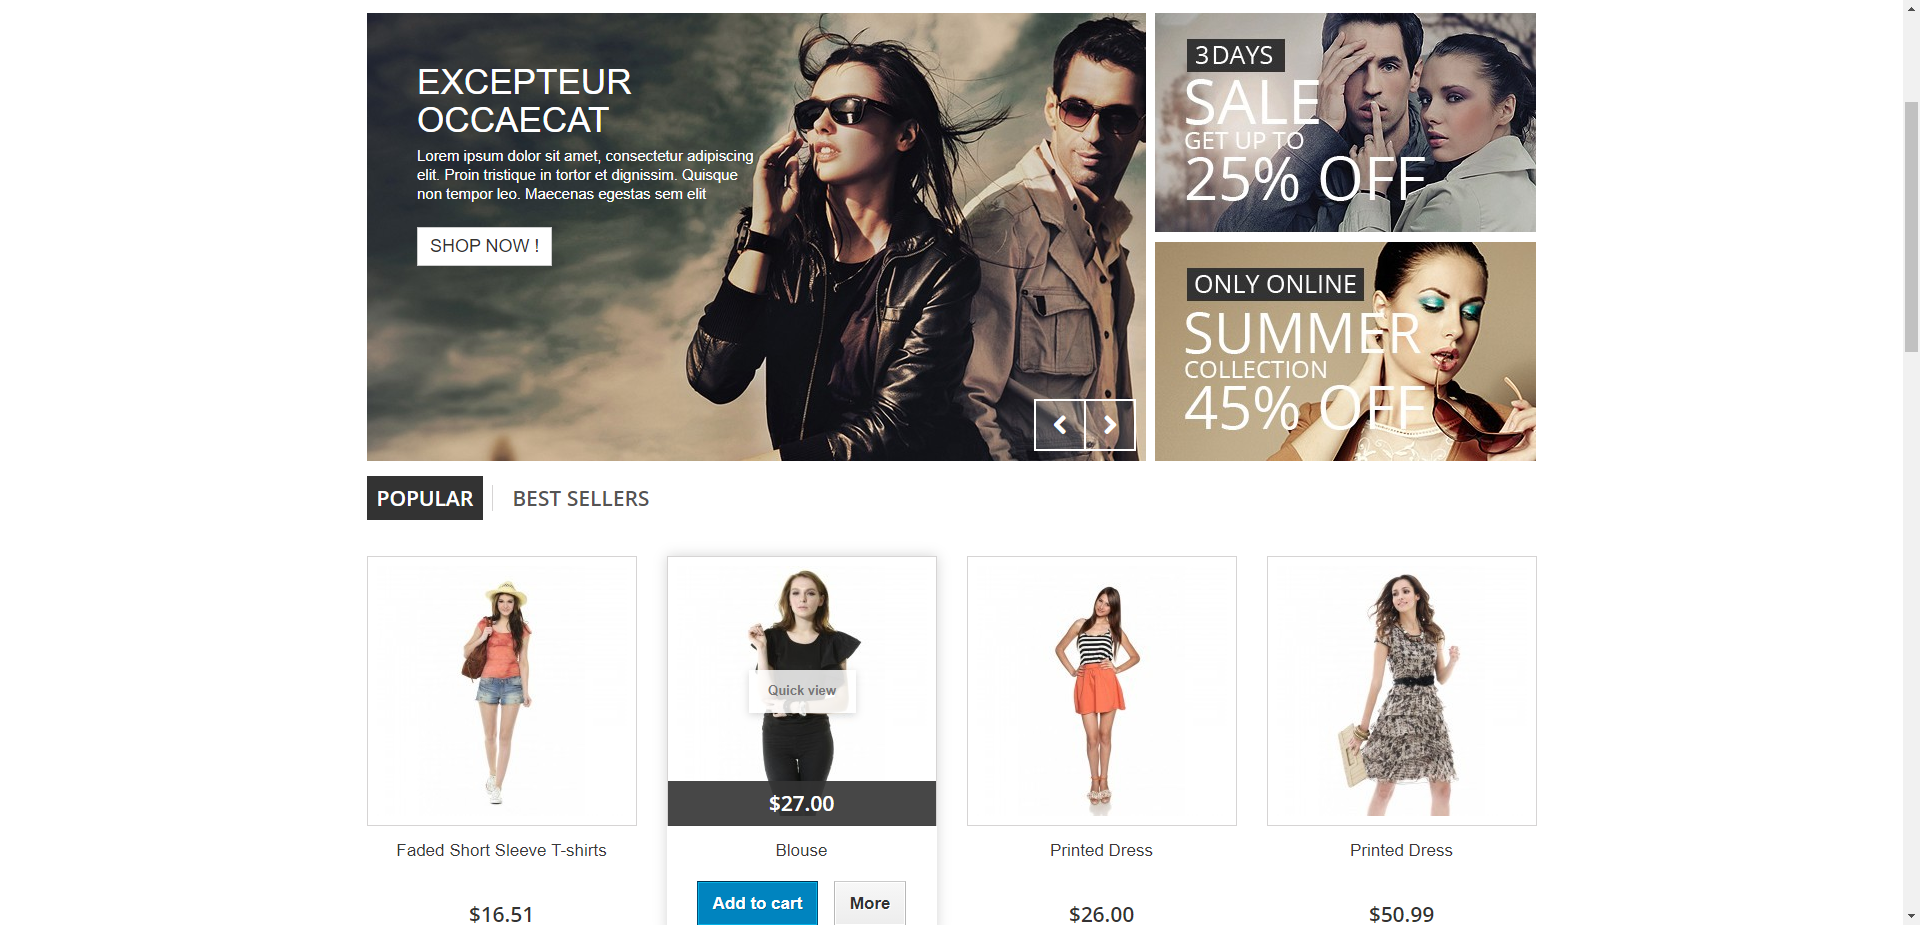 EXCEPTEUR
OCCAECAT
Lorem ipsum dolor sit amet, consectetur adipiscing
elit. Proin tristique in tortor et dignissim. Quisque
non tempor leo. Maecenas egestas sem elit
SHOP NOW !
3DAYS
SALE
GET UP TO
25% OFF
ONLY ONLINE
SUMMER
COLLECTION
45% OFF
POPULAR
BEST SELLERS
Quick view
$27.00
Faded Short Sleeve T-shirts
Blouse
Printed Dress
Printed Dress
Add to cart
More
$16.51
$26.00
$50.99